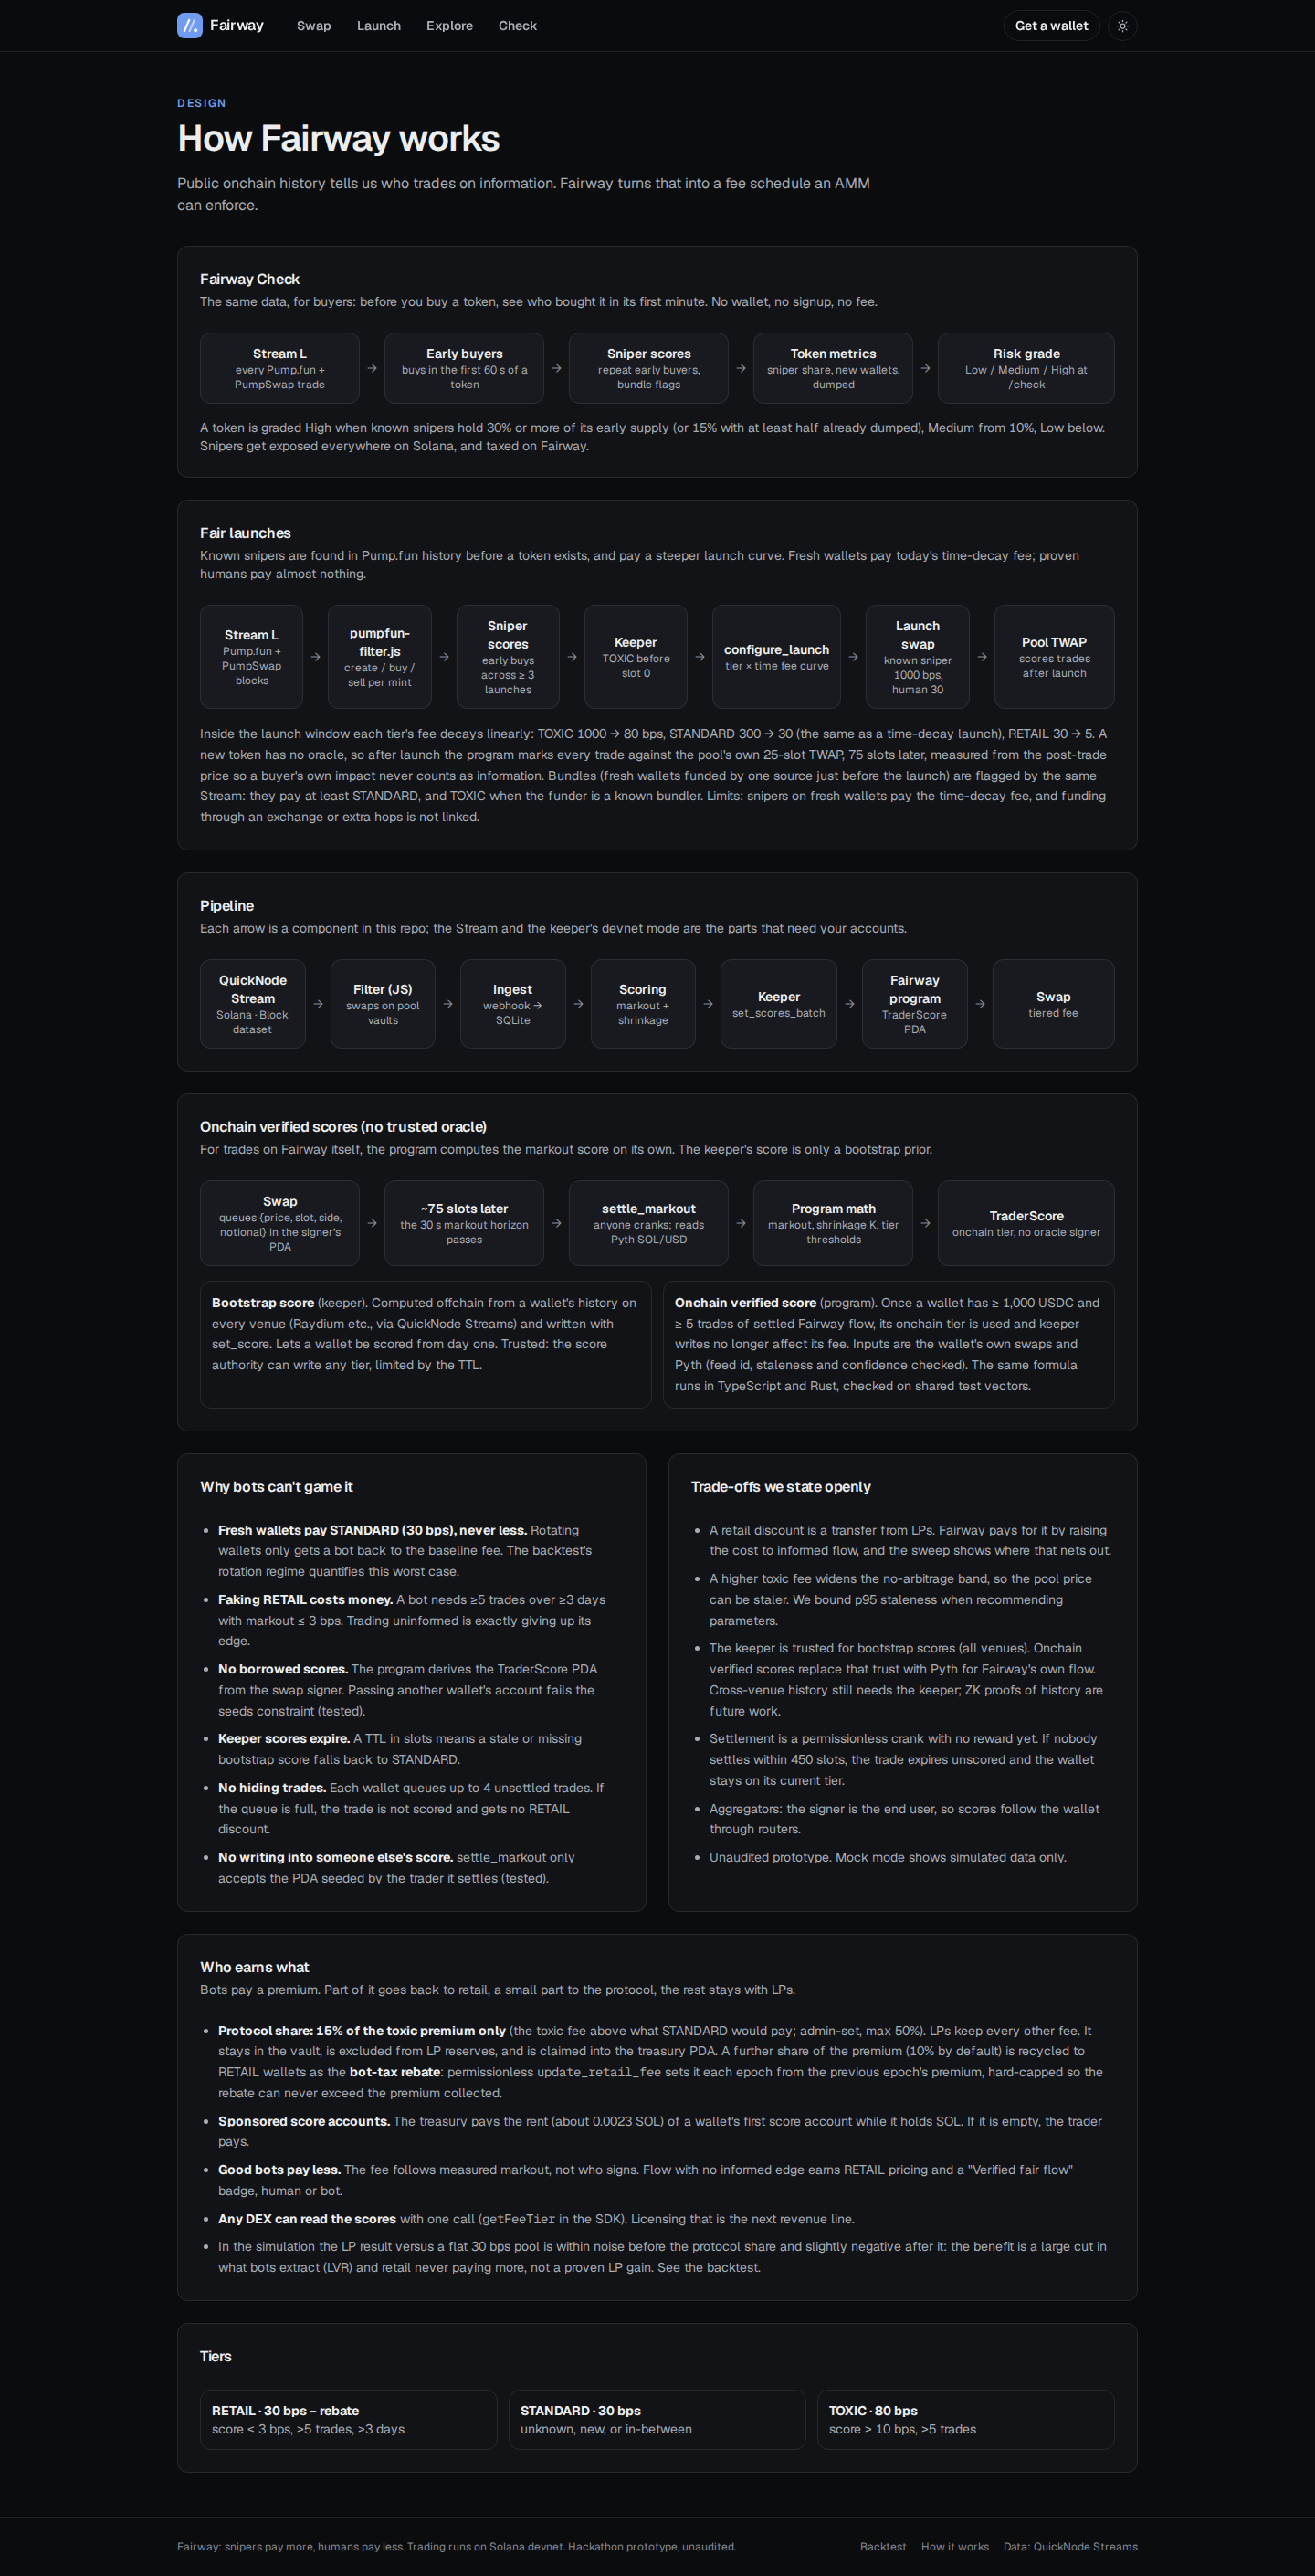 Fairway
Swap
Launch
Explore
Check
Get a wallet
DESIGN
How Fairway works
Public onchain history tells us who trades on information. Fairway turns that into a fee schedule an AMM
can enforce.
Fairway Check
The same data, for buyers: before you buy a token, see who bought it in its first minute. No wallet, no signup, no fee.
Stream L
every Pump.fun +
PumpSwap trade
→
Early buyers
buys in the first 60 s of a
token
→
Sniper scores
repeat early buyers,
bundle flags
→
Token metrics
sniper share, new wallets,
dumped
→
Risk grade
Low / Medium / High at
/check
A token is graded High when known snipers hold 30% or more of its early supply (or 15% with at least half already dumped), Medium from 10%, Low below.
Snipers get exposed everywhere on Solana, and taxed on Fairway.
Fair launches
Known snipers are found in Pump.fun history before a token exists, and pay a steeper launch curve. Fresh wallets pay today's time-decay fee; proven
humans pay almost nothing.
Stream L
Pump.fun +
PumpSwap
blocks
→
pumpfun-
filter.js
create / buy /
sell per mint
→
Sniper
scores
early buys
across ≥ 3
launches
→
Keeper
TOXIC before
slot 0
→
configure_launch
tier × time fee curve
→
Launch
swap
known sniper
1000 bps,
human 30
→
Pool TWAP
scores trades
after launch
Inside the launch window each tier's fee decays linearly: TOXIC 1000 → 80 bps, STANDARD 300 → 30 (the same as a time-decay launch), RETAIL 30 → 5. A
new token has no oracle, so after launch the program marks every trade against the pool's own 25-slot TWAP, 75 slots later, measured from the post-trade
price so a buyer's own impact never counts as information. Bundles (fresh wallets funded by one source just before the launch) are flagged by the same
Stream: they pay at least STANDARD, and TOXIC when the funder is a known bundler. Limits: snipers on fresh wallets pay the time-decay fee, and funding
through an exchange or extra hops is not linked.
Pipeline
Each arrow is a component in this repo; the Stream and the keeper's devnet mode are the parts that need your accounts.
QuickNode
Stream
Solana · Block
dataset
→
Filter (JS)
swaps on pool
vaults
→
Ingest
webhook →
SQLite
→
Scoring
markout +
shrinkage
→
Keeper
set_scores_batch
→
Fairway
program
TraderScore
PDA
→
Swap
tiered fee
Onchain verified scores (no trusted oracle)
For trades on Fairway itself, the program computes the markout score on its own. The keeper's score is only a bootstrap prior.
Swap
queues {price, slot, side,
notional} in the signer's
PDA
→
~75 slots later
the 30 s markout horizon
passes
→
settle_markout
anyone cranks; reads
Pyth SOL/USD
→
Program math
markout, shrinkage K, tier
thresholds
→
TraderScore
onchain tier, no oracle signer
Bootstrap score (keeper). Computed offchain from a wallet's history on
every venue (Raydium etc., via QuickNode Streams) and written with
set_score. Lets a wallet be scored from day one. Trusted: the score
authority can write any tier, limited by the TTL.
Onchain verified score (program). Once a wallet has ≥ 1,000 USDC and
≥ 5 trades of settled Fairway flow, its onchain tier is used and keeper
writes no longer affect its fee. Inputs are the wallet's own swaps and
Pyth (feed id, staleness and confidence checked). The same formula
runs in TypeScript and Rust, checked on shared test vectors.
Why bots can't game it
• Fresh wallets pay STANDARD (30 bps), never less. Rotating
wallets only gets a bot back to the baseline fee. The backtest's
rotation regime quantifies this worst case.
• Faking RETAIL costs money. A bot needs ≥5 trades over ≥3 days
with markout ≤ 3 bps. Trading uninformed is exactly giving up its
edge.
• No borrowed scores. The program derives the TraderScore PDA
from the swap signer. Passing another wallet's account fails the
seeds constraint (tested).
• Keeper scores expire. A TTL in slots means a stale or missing
bootstrap score falls back to STANDARD.
• No hiding trades. Each wallet queues up to 4 unsettled trades. If
the queue is full, the trade is not scored and gets no RETAIL
discount.
• No writing into someone else's score. settle_markout only
accepts the PDA seeded by the trader it settles (tested).
Trade-offs we state openly
• A retail discount is a transfer from LPs. Fairway pays for it by raising
the cost to informed flow, and the sweep shows where that nets out.
• A higher toxic fee widens the no-arbitrage band, so the pool price
can be staler. We bound p95 staleness when recommending
parameters.
• The keeper is trusted for bootstrap scores (all venues). Onchain
verified scores replace that trust with Pyth for Fairway's own flow.
Cross-venue history still needs the keeper; ZK proofs of history are
future work.
• Settlement is a permissionless crank with no reward yet. If nobody
settles within 450 slots, the trade expires unscored and the wallet
stays on its current tier.
• Aggregators: the signer is the end user, so scores follow the wallet
through routers.
• Unaudited prototype. Mock mode shows simulated data only.
Who earns what
Bots pay a premium. Part of it goes back to retail, a small part to the protocol, the rest stays with LPs.
• Protocol share: 15% of the toxic premium only (the toxic fee above what STANDARD would pay; admin-set, max 50%). LPs keep every other fee. It
stays in the vault, is excluded from LP reserves, and is claimed into the treasury PDA. A further share of the premium (10% by default) is recycled to
RETAIL wallets as the bot-tax rebate: permissionless update_retail_fee sets it each epoch from the previous epoch's premium, hard-capped so the
rebate can never exceed the premium collected.
• Sponsored score accounts. The treasury pays the rent (about 0.0023 SOL) of a wallet's first score account while it holds SOL. If it is empty, the trader
pays.
• Good bots pay less. The fee follows measured markout, not who signs. Flow with no informed edge earns RETAIL pricing and a "Verified fair flow"
badge, human or bot.
• Any DEX can read the scores with one call (getFeeTier in the SDK). Licensing that is the next revenue line.
• In the simulation the LP result versus a flat 30 bps pool is within noise before the protocol share and slightly negative after it: the benefit is a large cut in
what bots extract (LVR) and retail never paying more, not a proven LP gain. See the backtest.
Tiers
RETAIL · 30 bps – rebate
score ≤ 3 bps, ≥5 trades, ≥3 days
STANDARD · 30 bps
unknown, new, or in-between
TOXIC · 80 bps
score ≥ 10 bps, ≥5 trades
Fairway: snipers pay more, humans pay less. Trading runs on Solana devnet. Hackathon prototype, unaudited.
Backtest
How it works
Data: QuickNode Streams